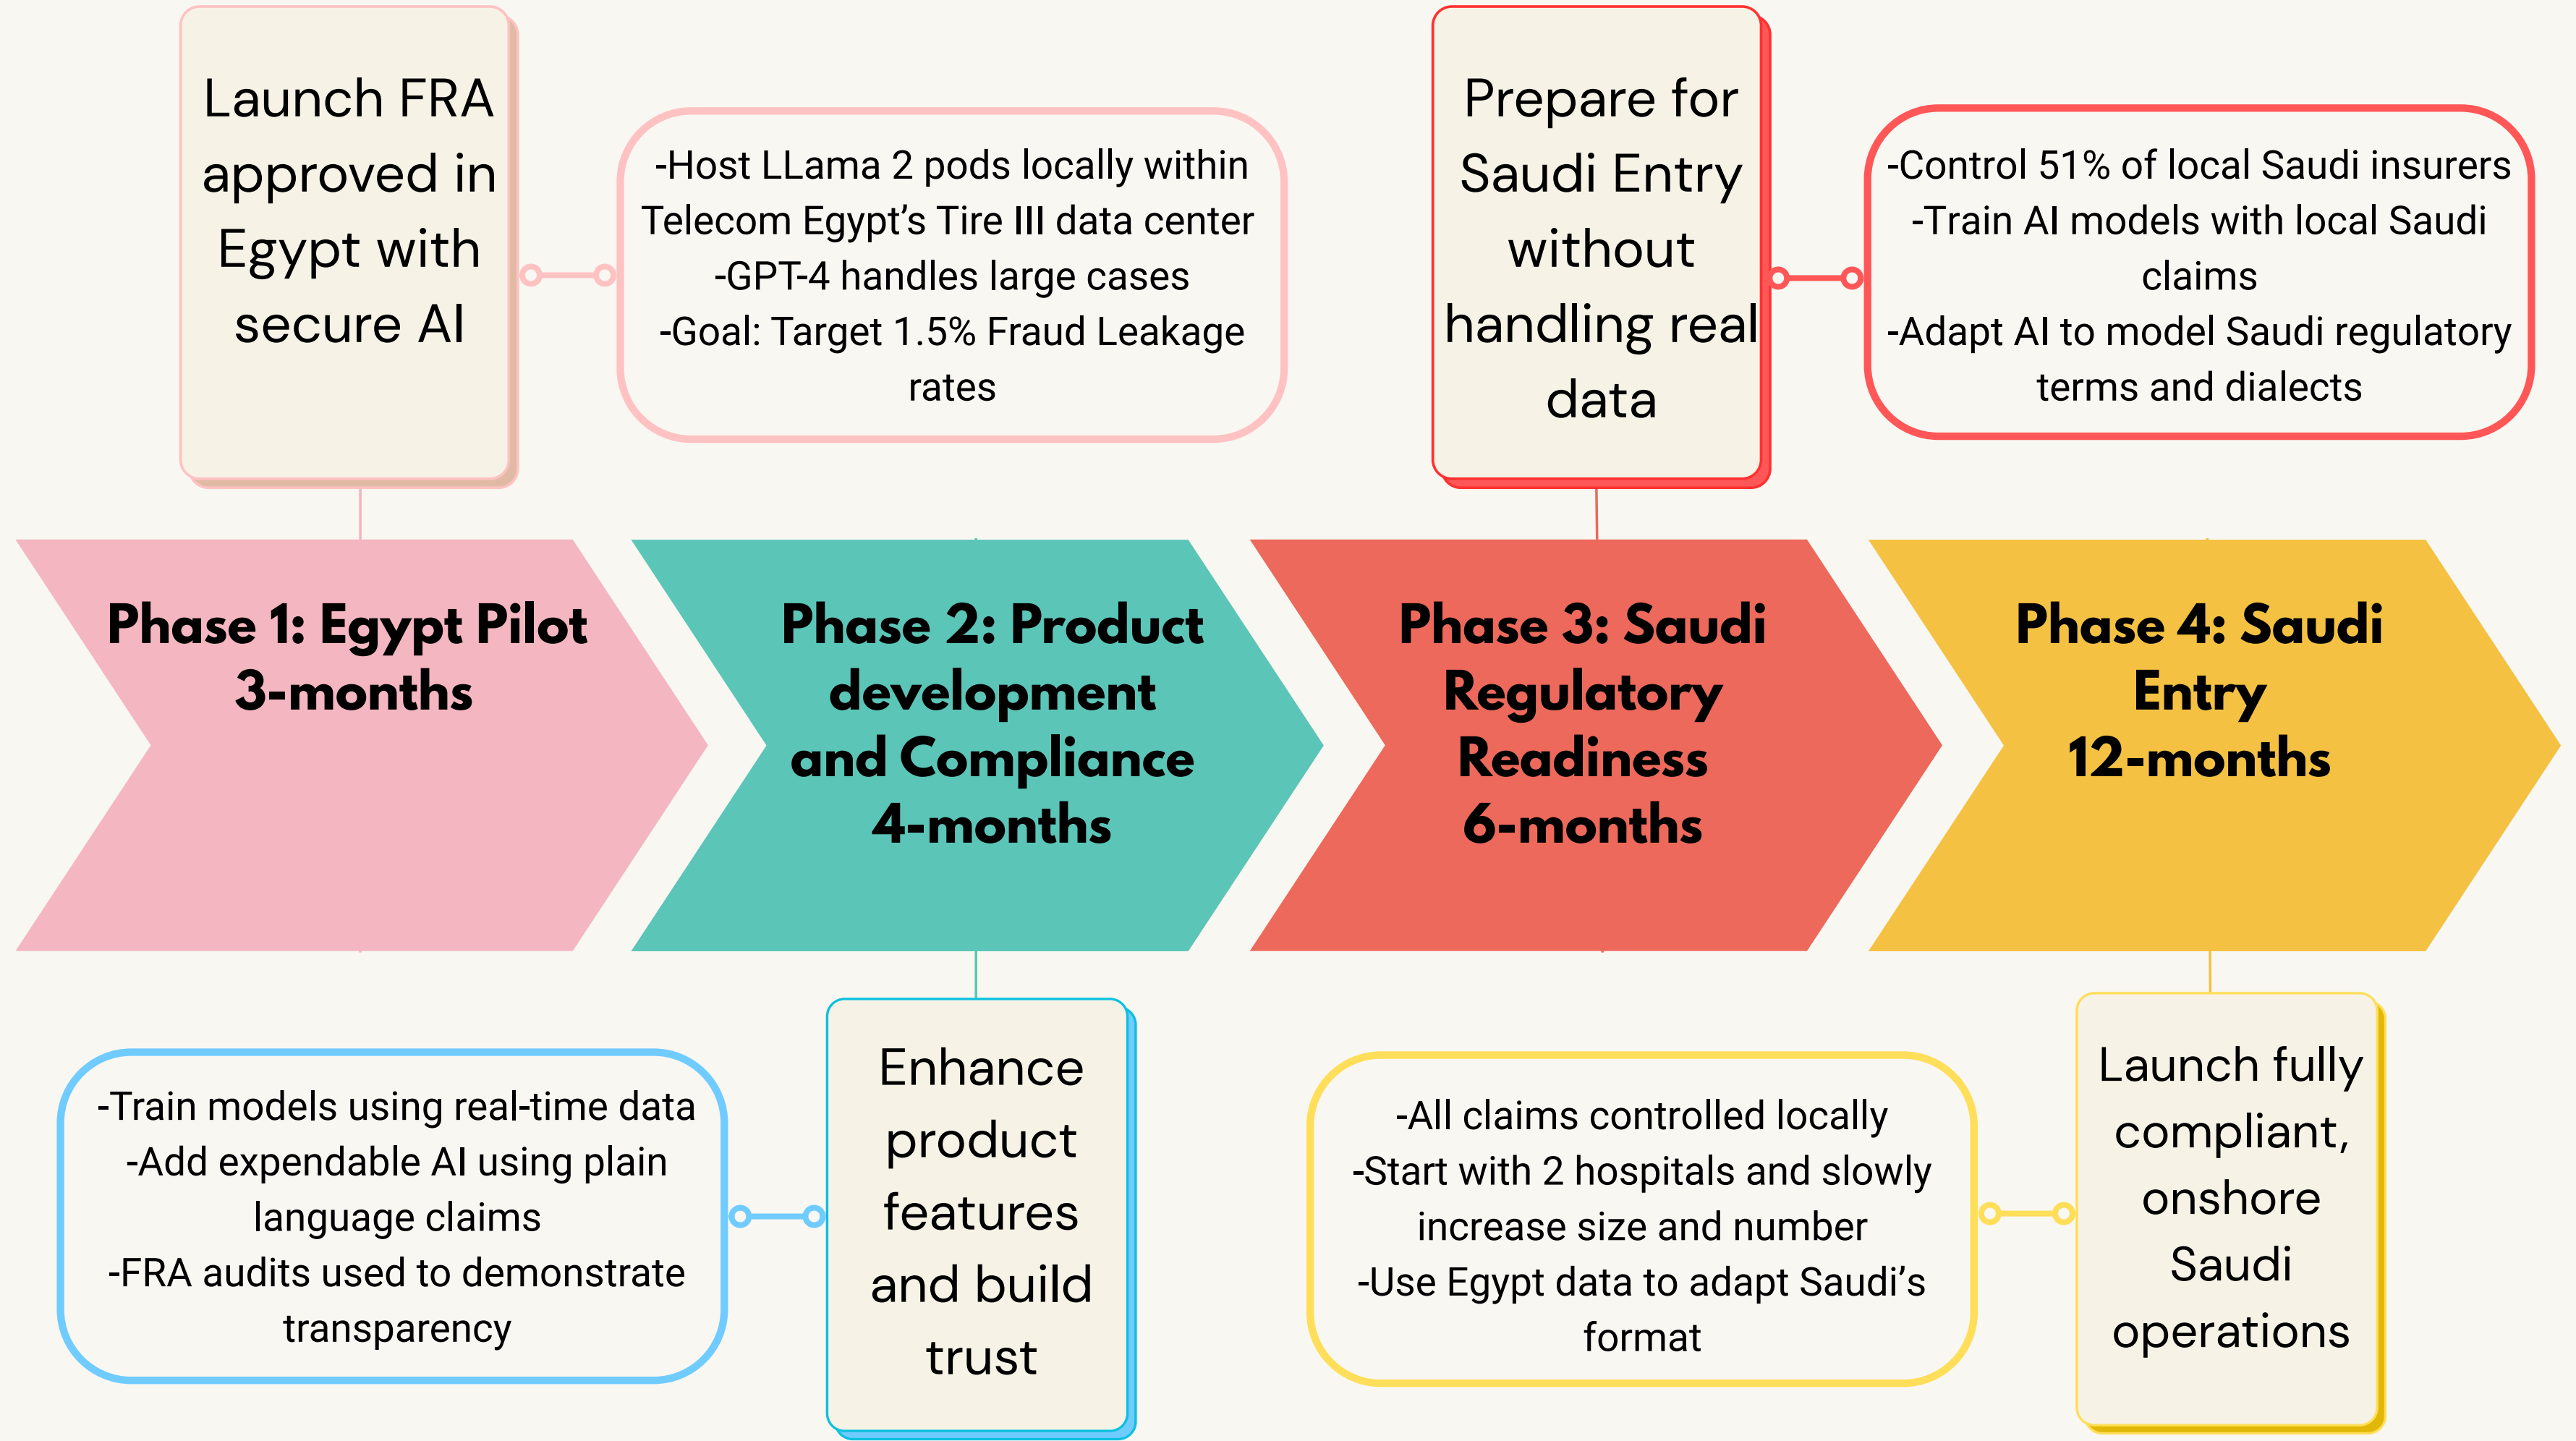 Launch FRA
approved in
Egypt with
secure AI
-Host LLama 2 pods locally within
Telecom Egypt’s Tire III data center
-GPT-4 handles large cases
-Goal: Target 1.5% Fraud Leakage
rates
Prepare for
Saudi Entry
without
handling real
data
-Control 51% of local Saudi insurers
-Train AI models with local Saudi
claims
-Adapt AI to model Saudi regulatory
terms and dialects
Phase 1: Egypt Pilot
3-months
Phase 2: Product
development
and Compliance
4-months
Phase 3: Saudi
Regulatory
Readiness
6-months
Phase 4: Saudi
Entry
12-months
-Train models using real-time data
-Add expendable AI using plain
language claims
-FRA audits used to demonstrate
transparency
Enhance
product
features
and build
trust
-All claims controlled locally
-Start with 2 hospitals and slowly
increase size and number
-Use Egypt data to adapt Saudi’s
format
Launch fully
compliant,
onshore
Saudi
operations